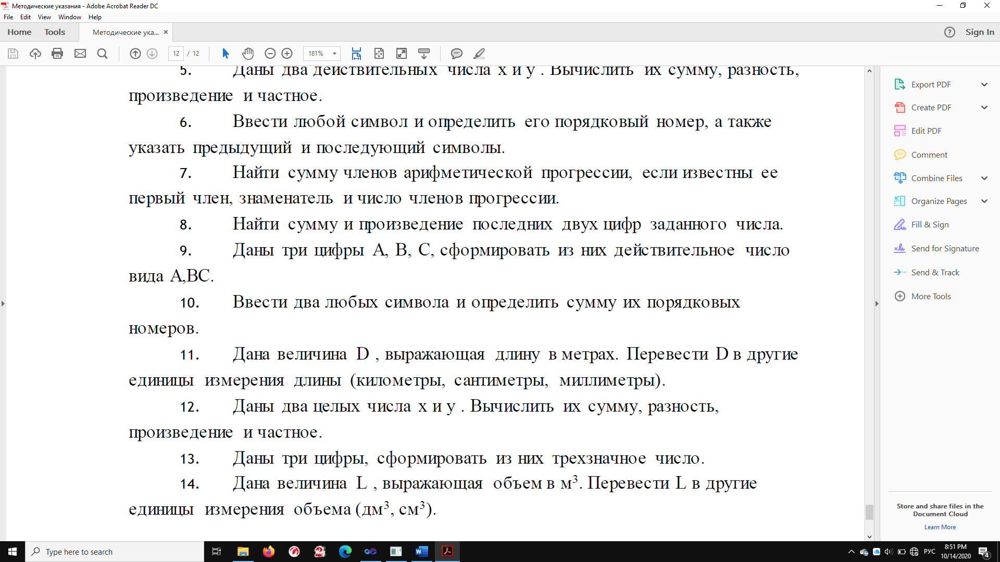 Методические указания - Adobe Acrobat Reader DC
File Edit View Window Help
Home Tools Методические ука... × ? Sign In
12 / 12 181%
5. Даны два действительных числа x и y . Вычислить их сумму, разность,
произведение и частное.
6. Ввести любой символ и определить его порядковый номер, а также
указать предыдущий и последующий символы.
7. Найти сумму членов арифметической прогрессии, если известны ее
первый член, знаменатель и число членов прогрессии.
8. Найти сумму и произведение последних двух цифр заданного числа.
9. Даны три цифры А, В, С, сформировать из них действительное число
вида А,ВС.
10. Ввести два любых символа и определить сумму их порядковых
номеров.
11. Дана величина D , выражающая длину в метрах. Перевести D в другие
единицы измерения длины (километры, сантиметры, миллиметры).
12. Даны два целых числа x и y . Вычислить их сумму, разность,
произведение и частное.
13. Даны три цифры, сформировать из них трехзначное число.
14. Дана величина L , выражающая объем в м³. Перевести L в другие
единицы измерения объема (дм³, см³).
Export PDF
Create PDF
Edit PDF
Comment
Combine Files
Organize Pages
Fill & Sign
Send for Signature
Send & Track
More Tools
Store and share files in the
Document Cloud
Learn More
Type here to search
РУС
8:51 PM
10/14/2020
4